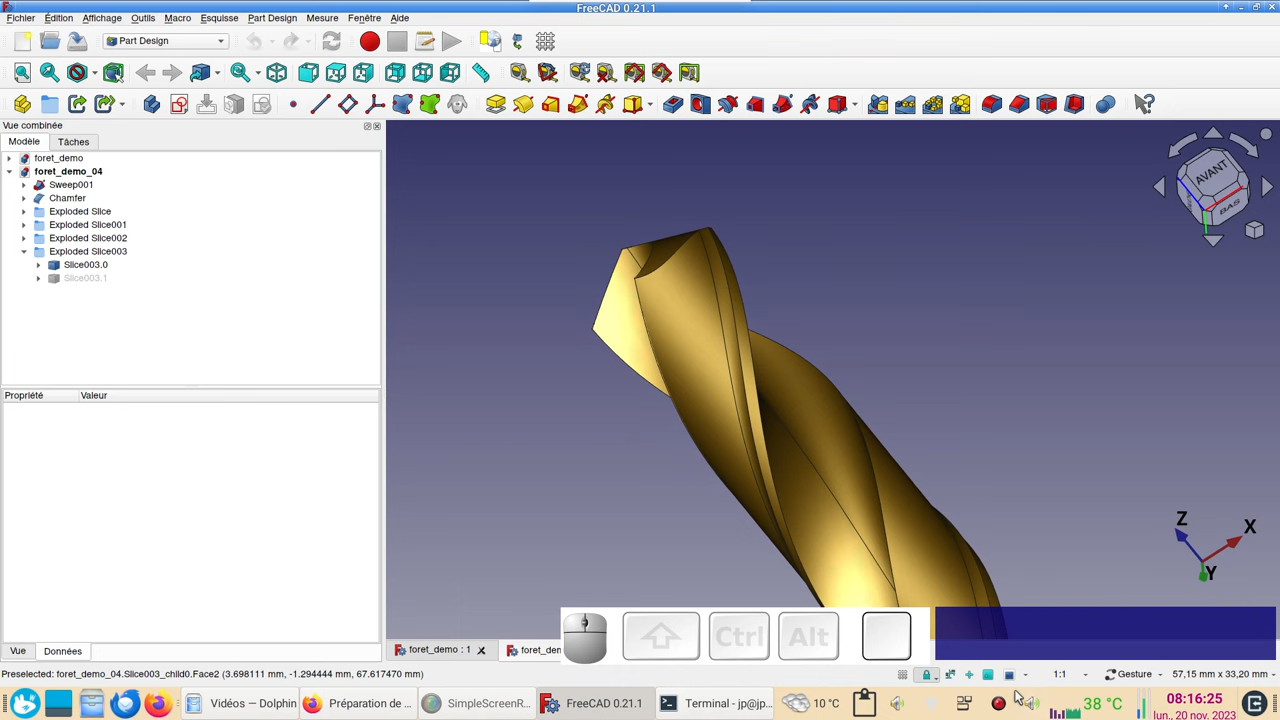 FreeCAD 0.21.1
Fichier Édition Affichage Outils Macro Esquisse Part Design Mesure Fenêtre Aide
Part Design
Vue combinée
Modèle Tâches
foret_demo
foret_demo_04
Sweep001
Chamfer
Exploded Slice
Exploded Slice001
Exploded Slice002
Exploded Slice003
Slice003.0
Slice003.1
Propriété Valeur
AVANT
BAS
Z
X
Y
Ctrl
Alt
Vue Données
foret_demo : 1
foret_den
Preselected: foret_demo_04.Slice003_child0.Face2 (3.698111 mm, -1.294444 mm, 67.617470 mm)
1:1
Gesture
57,15 mm x 33,20 mm
Vidéos — Dolphin
Préparation de ...
SimpleScreenR...
FreeCAD 0.21.1
Terminal - jp@jp...
10 °C
38 °C
08:16:25
lun., 20 nov. 2023